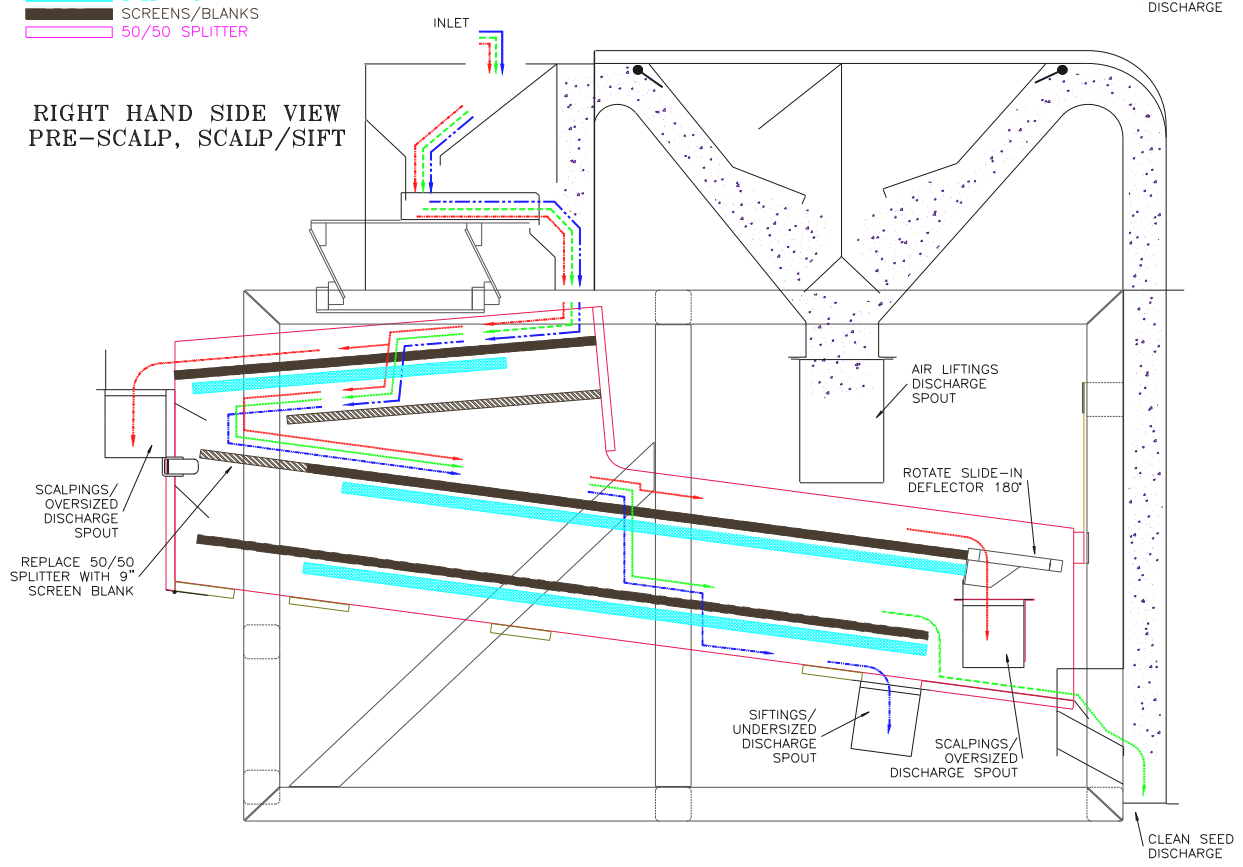 DISCHARGE
SCREENS/BLANKS
50/50 SPLITTER
INLET
RIGHT HAND SIDE VIEW
PRE-SCALP, SCALP/SIFT
AIR LIFTINGS
DISCHARGE
SPOUT
ROTATE SLIDE-IN
DEFLECTOR 180°
SCALPINGS/
OVERSIZED
DISCHARGE
SPOUT
REPLACE 50/50
SPLITTER WITH 9"
SCREEN BLANK
SIFTINGS/
UNDERSIZED
DISCHARGE
SPOUT
SCALPINGS/
OVERSIZED
DISCHARGE SPOUT
CLEAN SEED
DISCHARGE